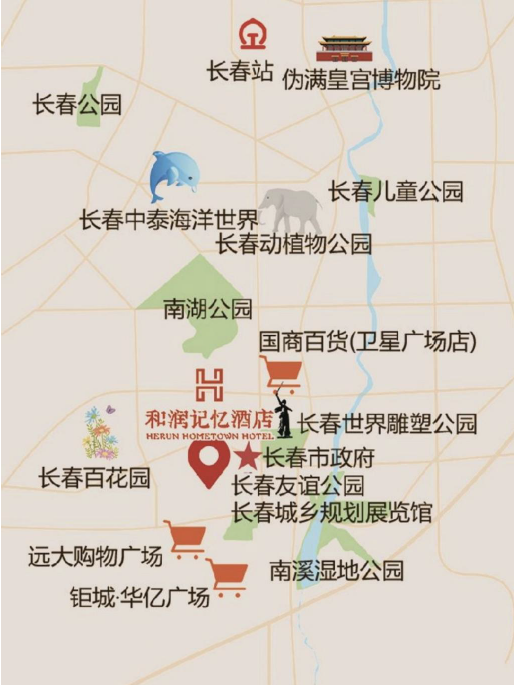 长春站
伪满皇宫博物院
长春公园
长春儿童公园
长春中泰海洋世界
长春动植物公园
南湖公园
国商百货(卫星广场店)
和润记忆酒店
HERUN HOMETOWN HOTEL
长春世界雕塑公园
长春市政府
长春百花园
长春友谊公园
长春城乡规划展览馆
远大购物广场
南溪湿地公园
钜城·华亿广场